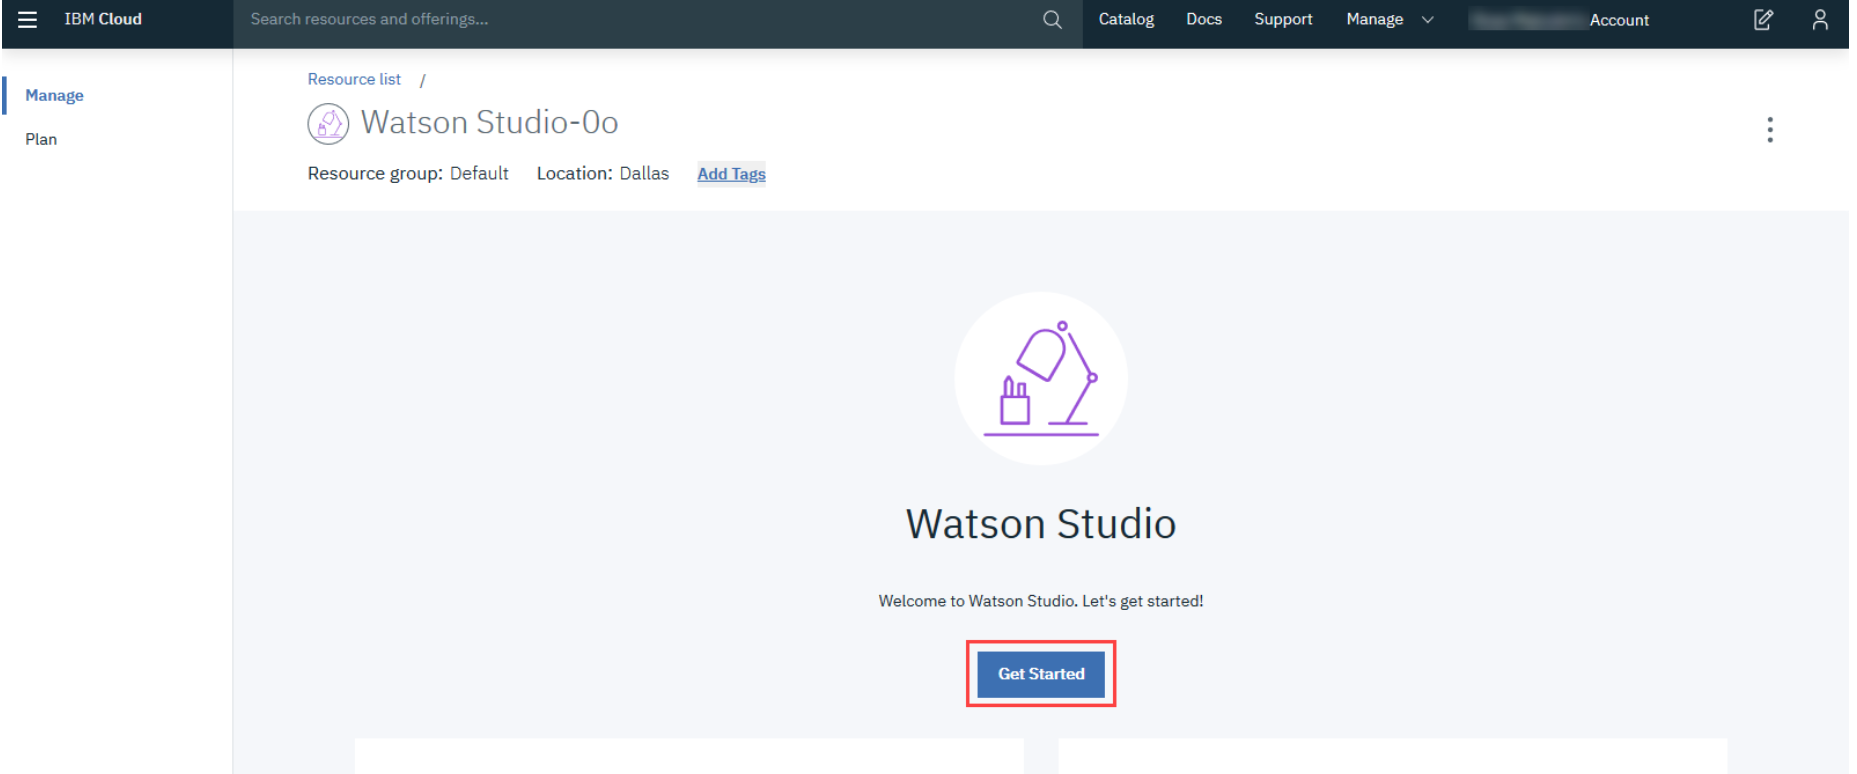 IBM Cloud
Search resources and offerings...
Catalog
Docs
Support
Manage
Account
Manage
Plan
Resource list /
Watson Studio-0o
Resource group: Default Location: Dallas Add Tags
Watson Studio
Welcome to Watson Studio. Let's get started!
Get Started